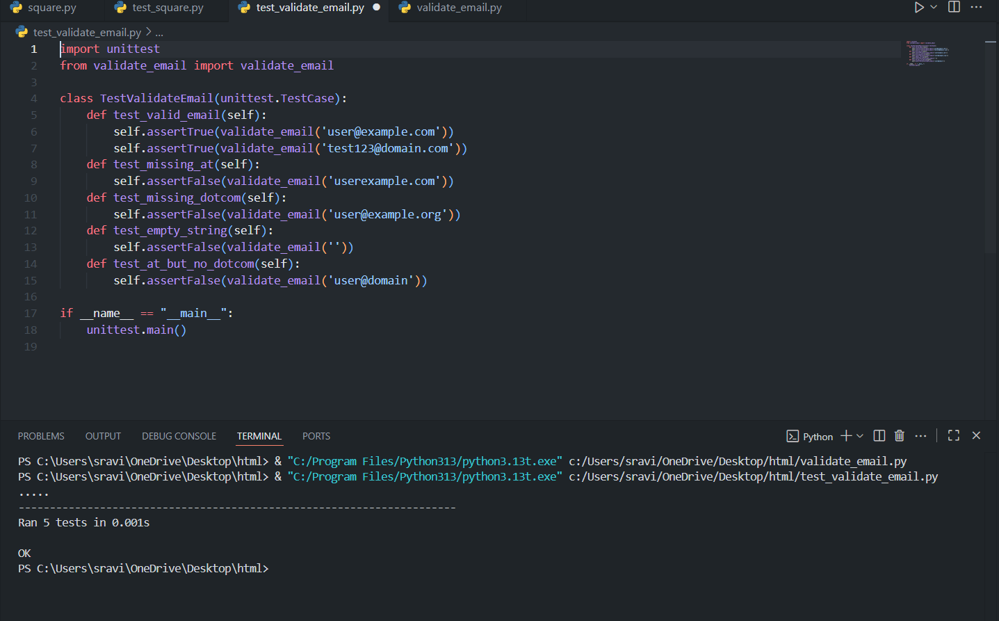 square.py test_square.py test_validate_email.py validate_email.py
test_validate_email.py > ...
1 import unittest
2 from validate_email import validate_email
3
4 class TestValidateEmail(unittest.TestCase):
5     def test_valid_email(self):
6         self.assertTrue(validate_email('user@example.com'))
7         self.assertTrue(validate_email('test123@domain.com'))
8     def test_missing_at(self):
9         self.assertFalse(validate_email('userexample.com'))
10     def test_missing_dotcom(self):
11         self.assertFalse(validate_email('user@example.org'))
12     def test_empty_string(self):
13         self.assertFalse(validate_email(''))
14     def test_at_but_no_dotcom(self):
15         self.assertFalse(validate_email('user@domain'))
16
17 if __name__ == "__main__":
18     unittest.main()
19
PROBLEMS OUTPUT DEBUG CONSOLE TERMINAL PORTS Python
PS C:\Users\sravi\OneDrive\Desktop\html> & "C:/Program Files/Python313/python3.13t.exe" c:/Users/sravi/OneDrive/Desktop/html/validate_email.py
PS C:\Users\sravi\OneDrive\Desktop\html> & "C:/Program Files/Python313/python3.13t.exe" c:/Users/sravi/OneDrive/Desktop/html/test_validate_email.py
.....
----------------------------------------------------------------------
Ran 5 tests in 0.001s

OK
PS C:\Users\sravi\OneDrive\Desktop\html>